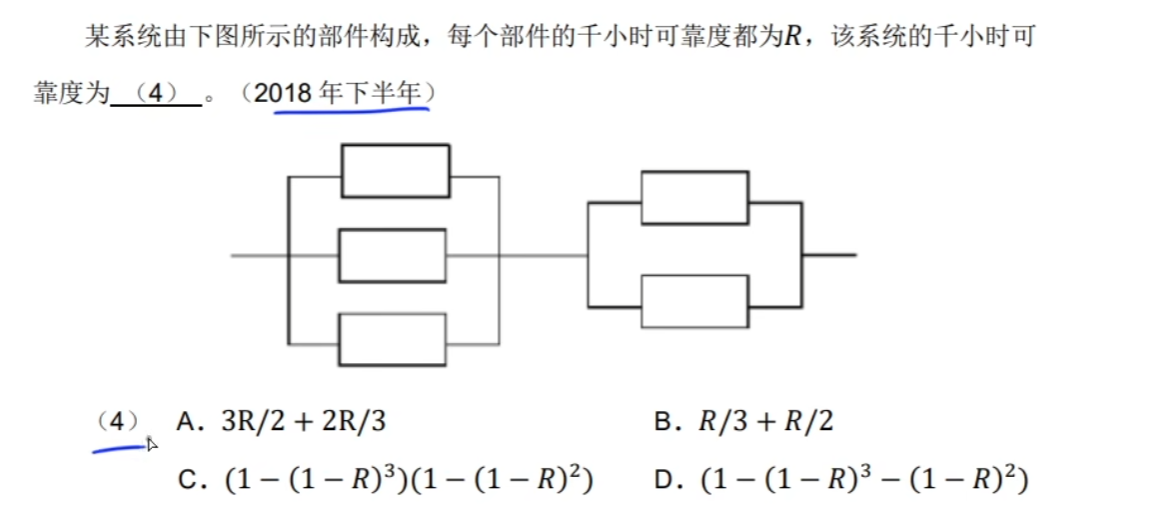 某系统由下图所示的部件构成，每个部件的千小时可靠度都为R，该系统的千小时可
靠度为 （4） 。（2018 年下半年）
（4） A. 3R/2 + 2R/3 B. R/3 + R/2
C. (1 − (1 − R)³)(1 − (1 − R)²) D. (1 − (1 − R)³ − (1 − R)²)